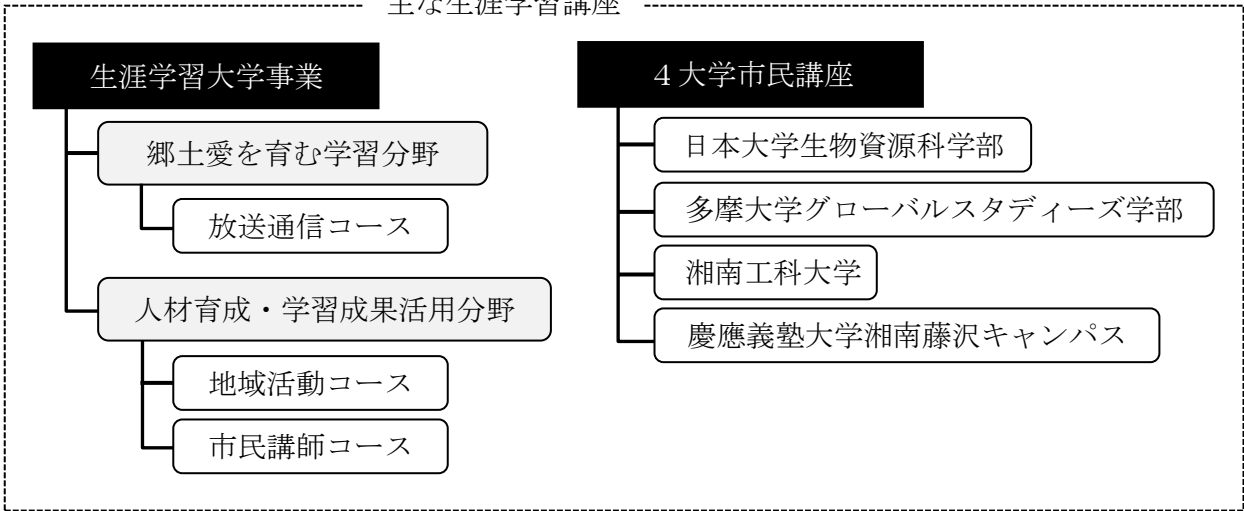 主な生涯学習講座
生涯学習大学事業
郷土愛を育む学習分野
放送通信コース
人材育成・学習成果活用分野
地域活動コース
市民講師コース
４大学市民講座
日本大学生物資源科学部
多摩大学グローバルスタディーズ学部
湘南工科大学
慶應義塾大学湘南藤沢キャンパス